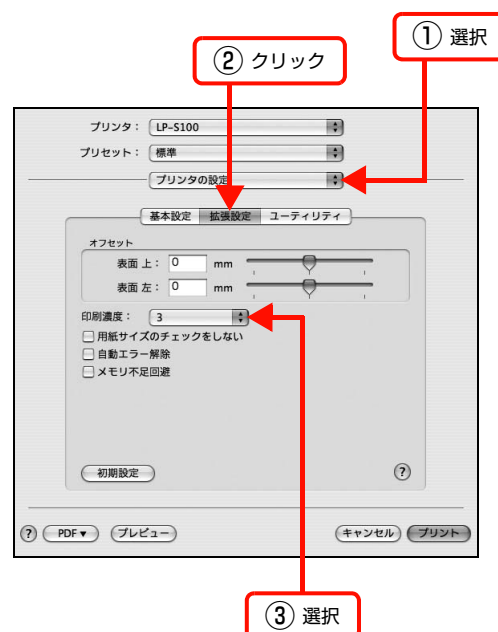 ① 選択
② クリック
プリンタ： LP-S100
プリセット： 標準
プリンタの設定
基本設定 拡張設定 ユーティリティ
オフセット
表面 上： 0 mm
表面 左： 0 mm
印刷濃度： 3
用紙サイズのチェックをしない
自動エラー解除
メモリ不足回避
初期設定 ?
? PDF▼ プレビュー キャンセル プリント
③ 選択